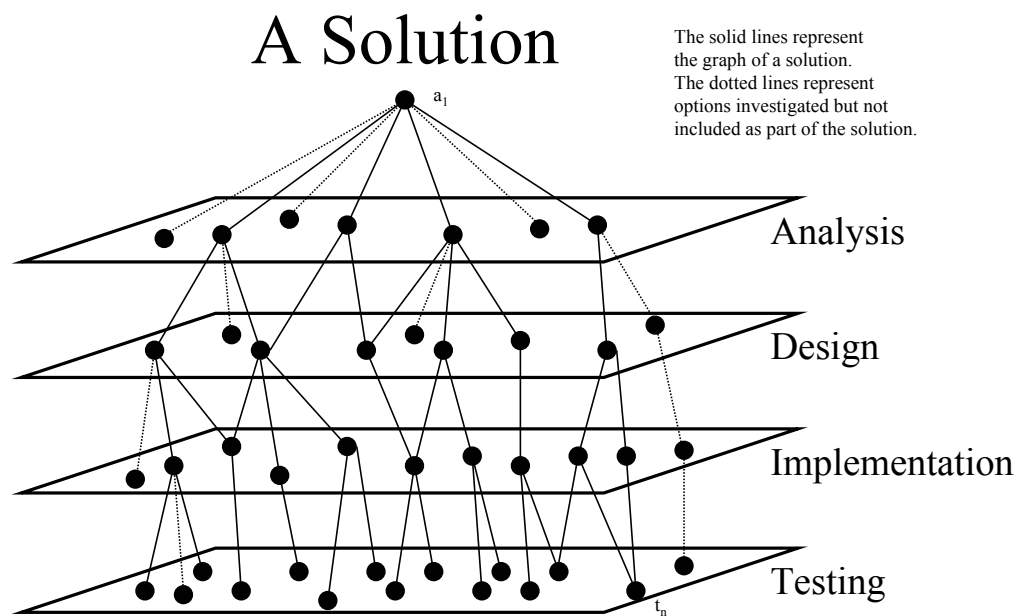 A Solution
The solid lines represent
the graph of a solution.
The dotted lines represent
options investigated but not
included as part of the solution.
a1
Analysis
Design
Implementation
Testing
tn